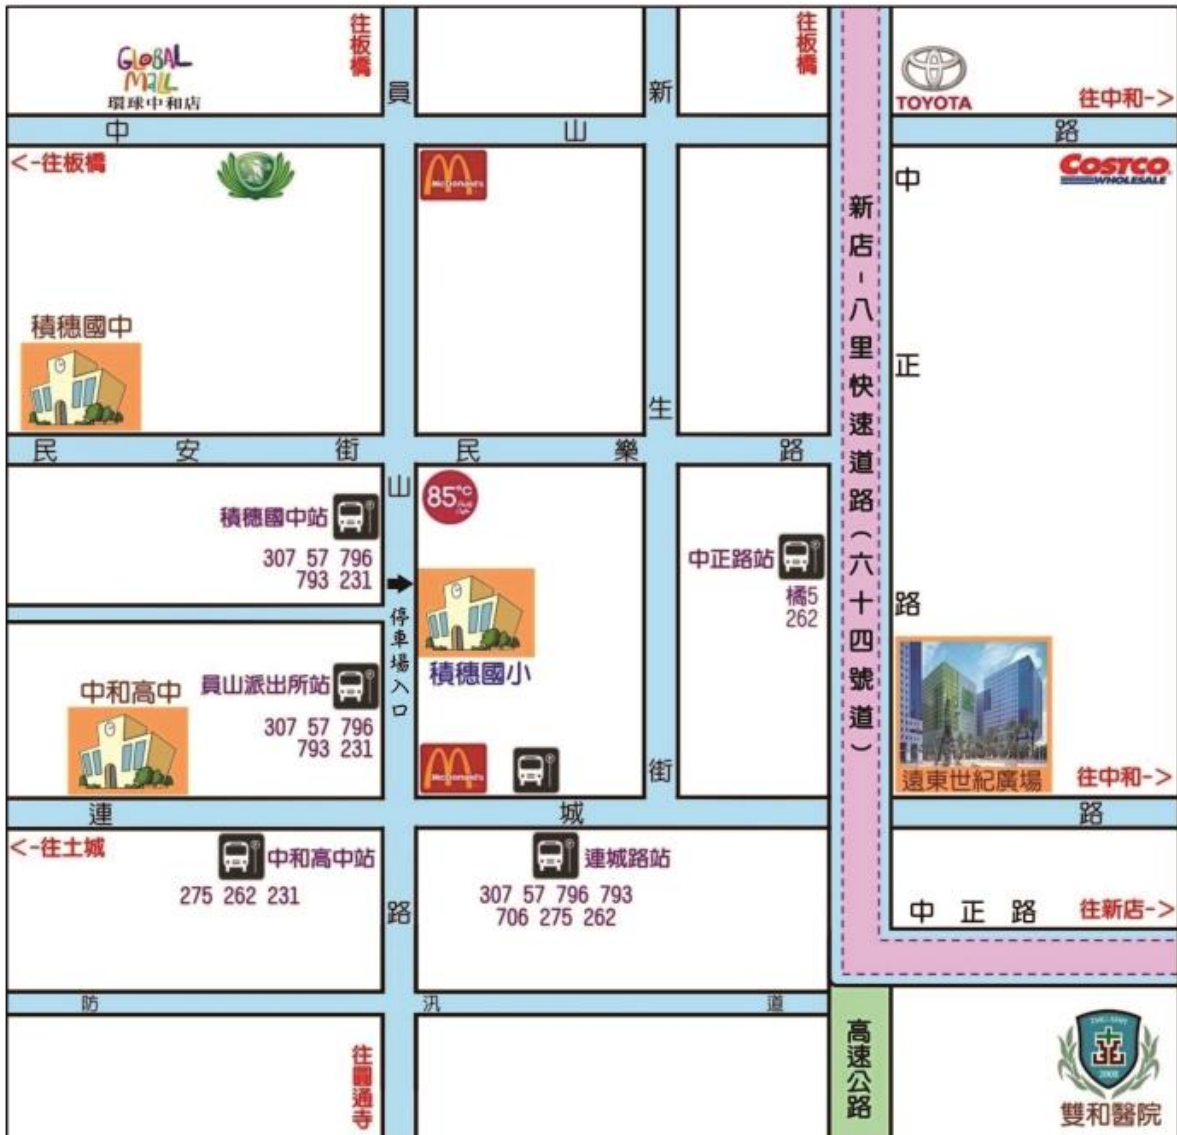 往板橋
往板橋
GLOBAL
Mall
環球中和店
TOYOTA
往中和->
員
新
中
山
路
<-往板橋
McDonald's
中
COSTCO
WHOLESALE
新店-八里快速道路(六十四號道)
積穗國中
正
生
民 安 街
民 樂 路
山
85°C
積穗國中站
307 57 796
793 231
中正路站
橘5
262
停車場入口
路
積穗國小
員山派出所站
307 57 796
793 231
中和高中
McDonald's
街
遠東世紀廣場
往中和->
連
城
路
<-往土城
中和高中站
275 262 231
連城路站
307 57 796 793
706 275 262
路
中 正 路
往新店->
防
汛
道
往圓通寺
高速公路
2008
雙和醫院